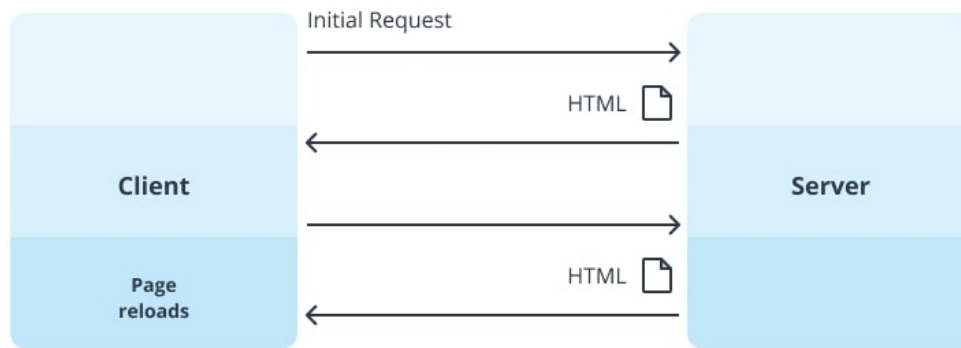 Initial Request
HTML
Client
Server
HTML
Page
reloads